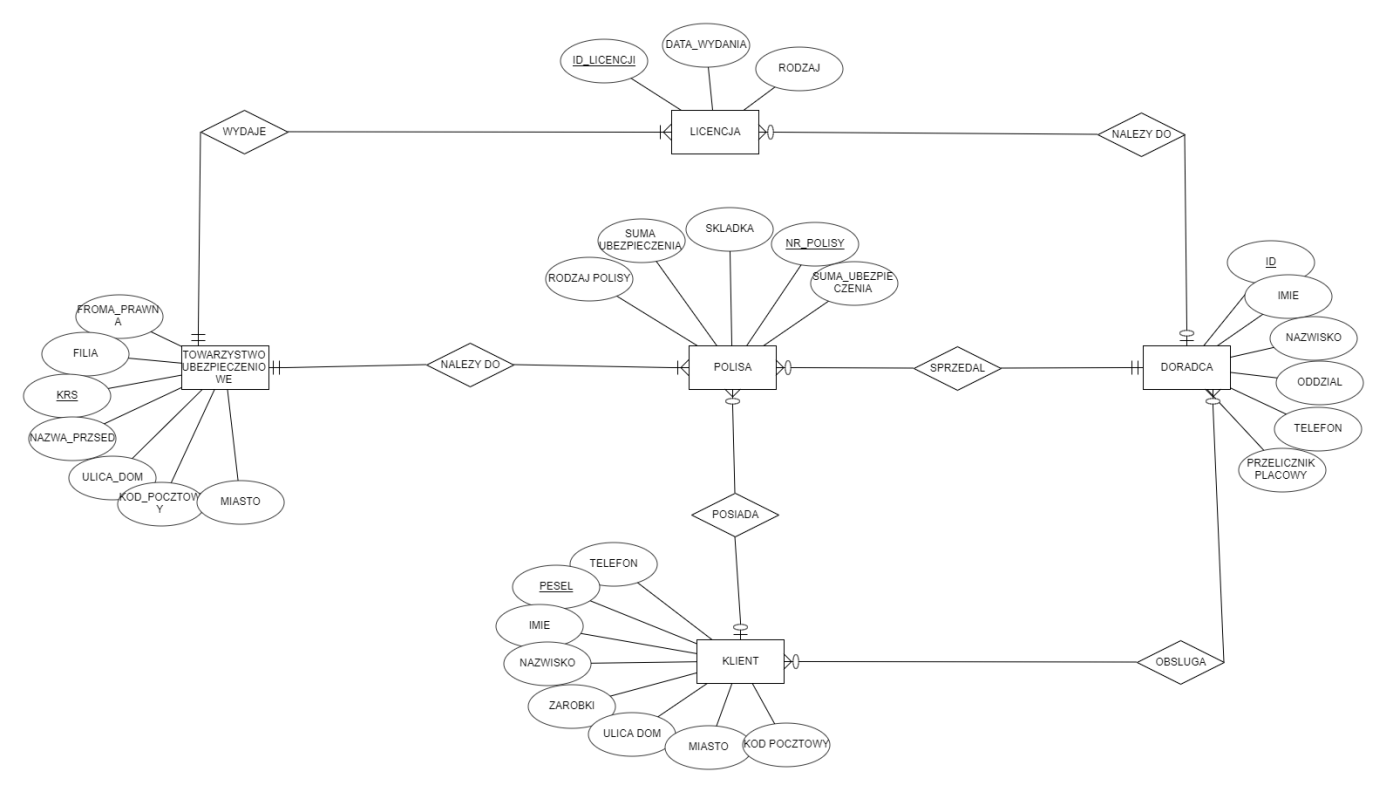 DATA_WYDANIA
ID_LICENCJI
RODZAJ
WYDAJE
LICENCJA
NALEZY DO
SUMA
UBEZPIECZENIA
SKLADKA
NR_POLISY
RODZAJ POLISY
SUMA_UBEZPIE
CZENIA
ID
IMIE
NAZWISKO
ODDZIAL
TELEFON
PRZELICZNIK
PLACOWY
FROMA_PRAWN
A
FILIA
KRS
NAZWA_PRZSED
ULICA_DOM
KOD_POCZTOW
Y
MIASTO
TOWARZYSTWO
UBEZPIECZENIO
WE
NALEZY DO
POLISA
SPRZEDAL
DORADCA
POSIADA
TELEFON
PESEL
IMIE
NAZWISKO
ZAROBKI
ULICA DOM
MIASTO
KOD POCZTOWY
KLIENT
OBSLUGA